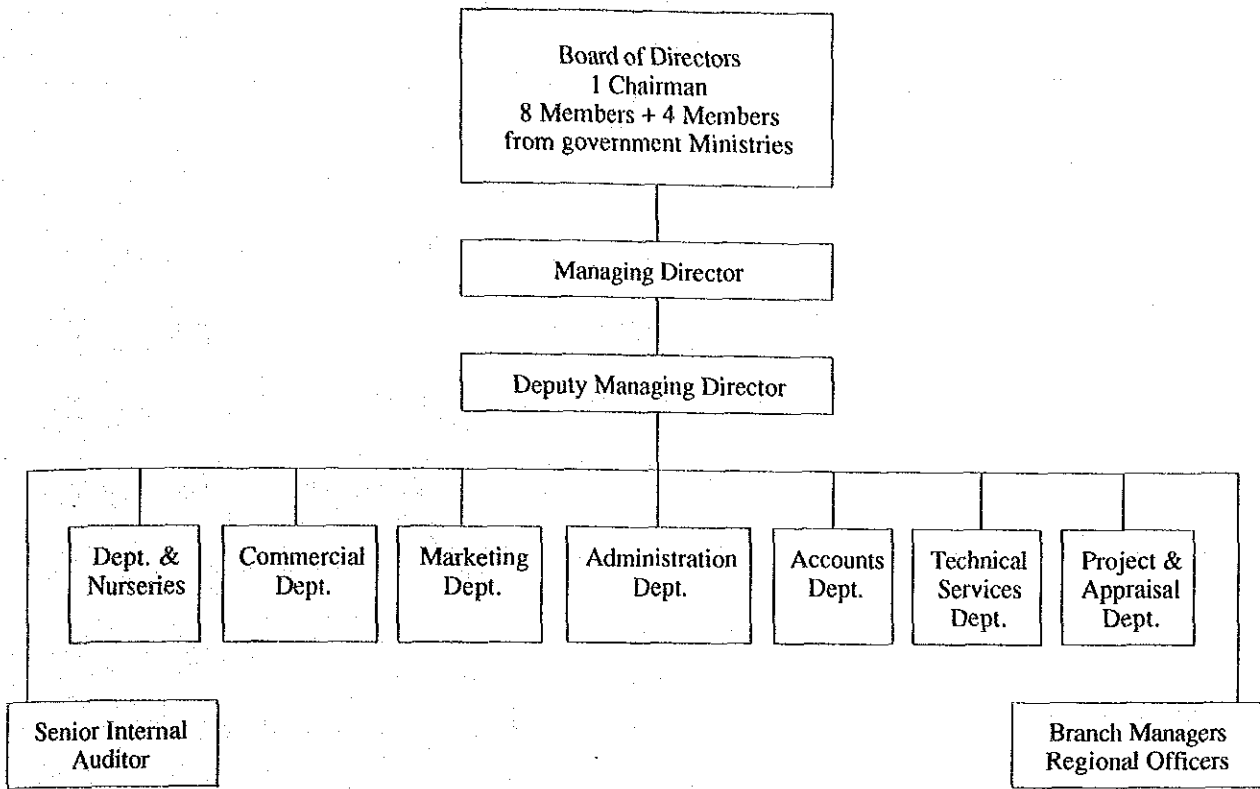 Board of Directors
1 Chairman
8 Members + 4 Members
from government Ministries
Managing Director
Deputy Managing Director
Dept. &
Nurseries
Commercial
Dept.
Marketing
Dept.
Administration
Dept.
Accounts
Dept.
Technical
Services
Dept.
Project &
Appraisal
Dept.
Senior Internal
Auditor
Branch Managers
Regional Officers